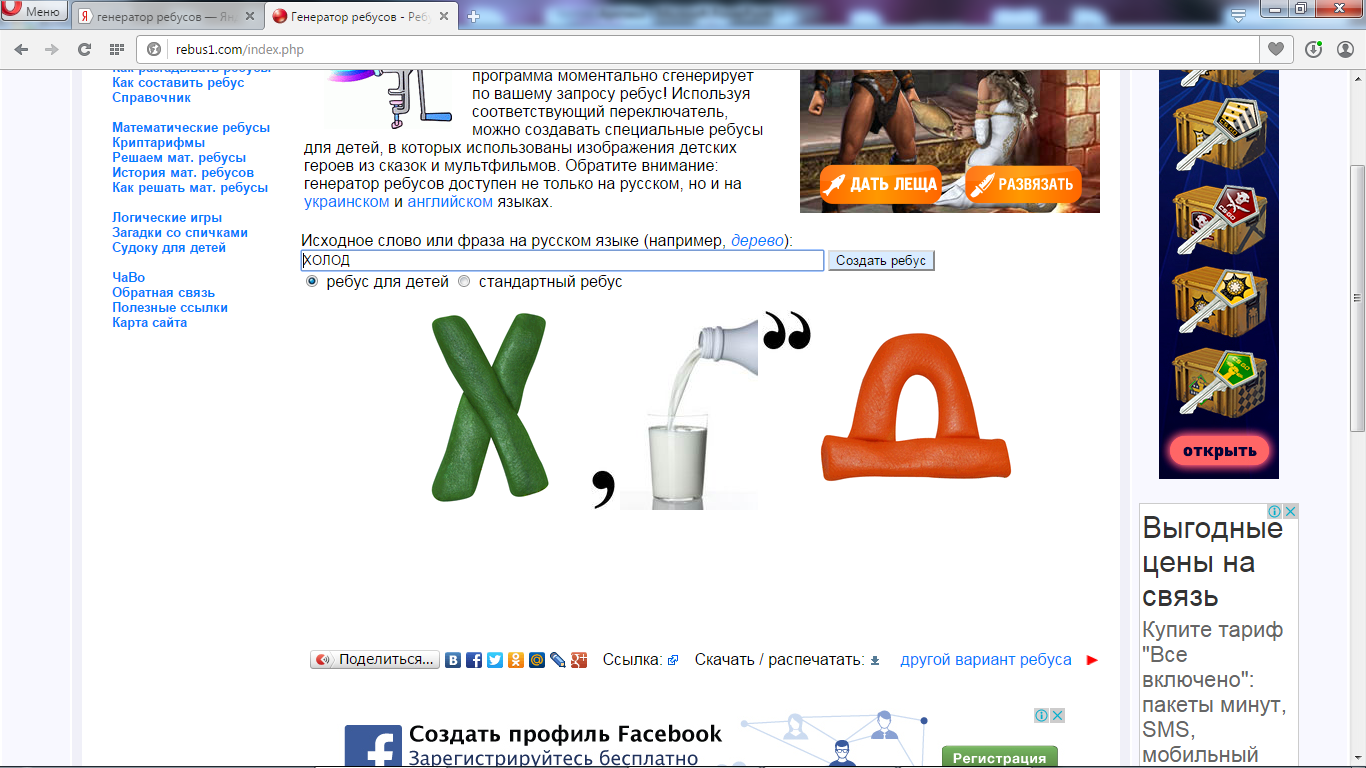 Меню
генератор ребусов — Янд
Генератор ребусов - Ребу
rebus1.com/index.php
Как разгадывать ребусы
Как составить ребус
Справочник
Математические ребусы
Криптарифмы
Решаем мат. ребусы
История мат. ребусов
Как решать мат. ребусы
Логические игры
Загадки со спичками
Судоку для детей
ЧаВо
Обратная связь
Полезные ссылки
Карта сайта
программа моментально сгенерирует
по вашему запросу ребус! Используя
соответствующий переключатель,
можно создавать специальные ребусы
для детей, в которых использованы изображения детских
героев из сказок и мультфильмов. Обратите внимание:
генератор ребусов доступен не только на русском, но и на
украинском и английском языках.
ДАТЬ ЛЕЩА
РАЗВЯЗАТЬ
Исходное слово или фраза на русском языке (например, дерево):
ХОЛОД
Создать ребус
ребус для детей стандартный ребус
Х , “ Д
Поделиться... Ссылка: Скачать / распечатать: другой вариант ребуса
Создать профиль Facebook
Зарегистрируйтесь бесплатно
Регистрация
открыть
Выгодные
цены на
связь
Купите тариф
"Все
включено":
пакеты минут,
SMS,
мобильный